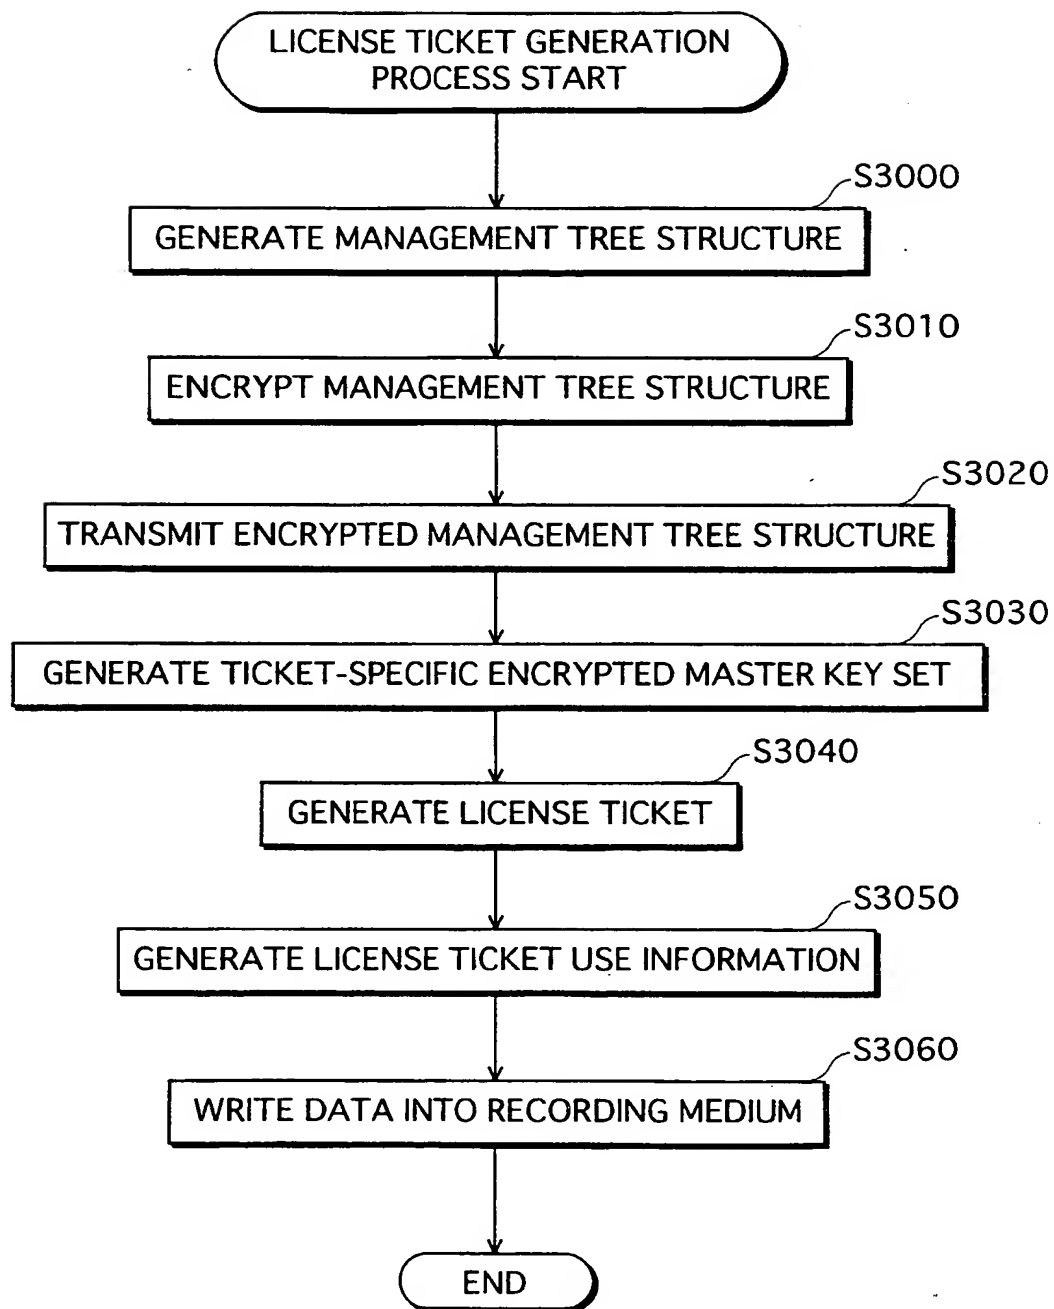 LICENSE TICKET GENERATION
PROCESS START
S3000
GENERATE MANAGEMENT TREE STRUCTURE
S3010
ENCRYPT MANAGEMENT TREE STRUCTURE
S3020
TRANSMIT ENCRYPTED MANAGEMENT TREE STRUCTURE
S3030
GENERATE TICKET-SPECIFIC ENCRYPTED MASTER KEY SET
S3040
GENERATE LICENSE TICKET
S3050
GENERATE LICENSE TICKET USE INFORMATION
S3060
WRITE DATA INTO RECORDING MEDIUM
END